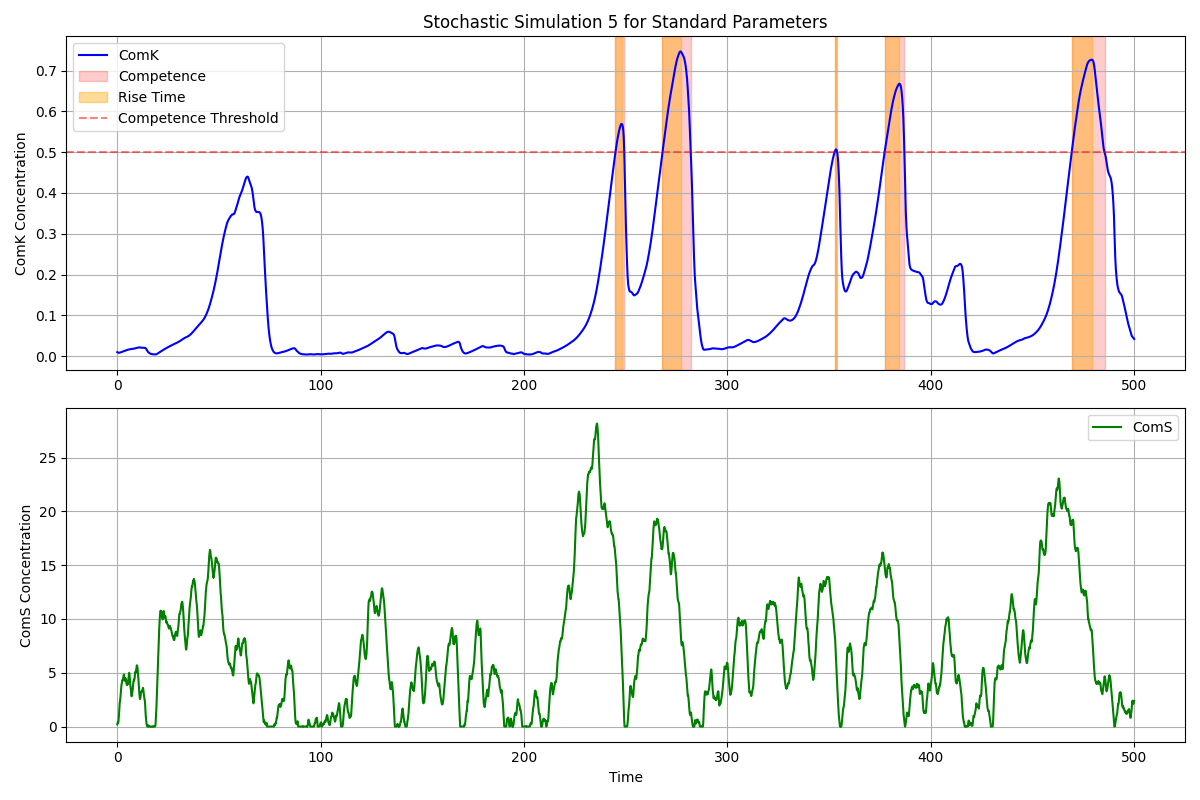 Stochastic Simulation 5 for Standard Parameters
ComK
Competence
Rise Time
Competence Threshold
ComK Concentration
0.7
0.6
0.5
0.4
0.3
0.2
0.1
0.0
0 100 200 300 400 500
ComS
ComS Concentration
25
20
15
10
5
0
0 100 200 300 400 500
Time